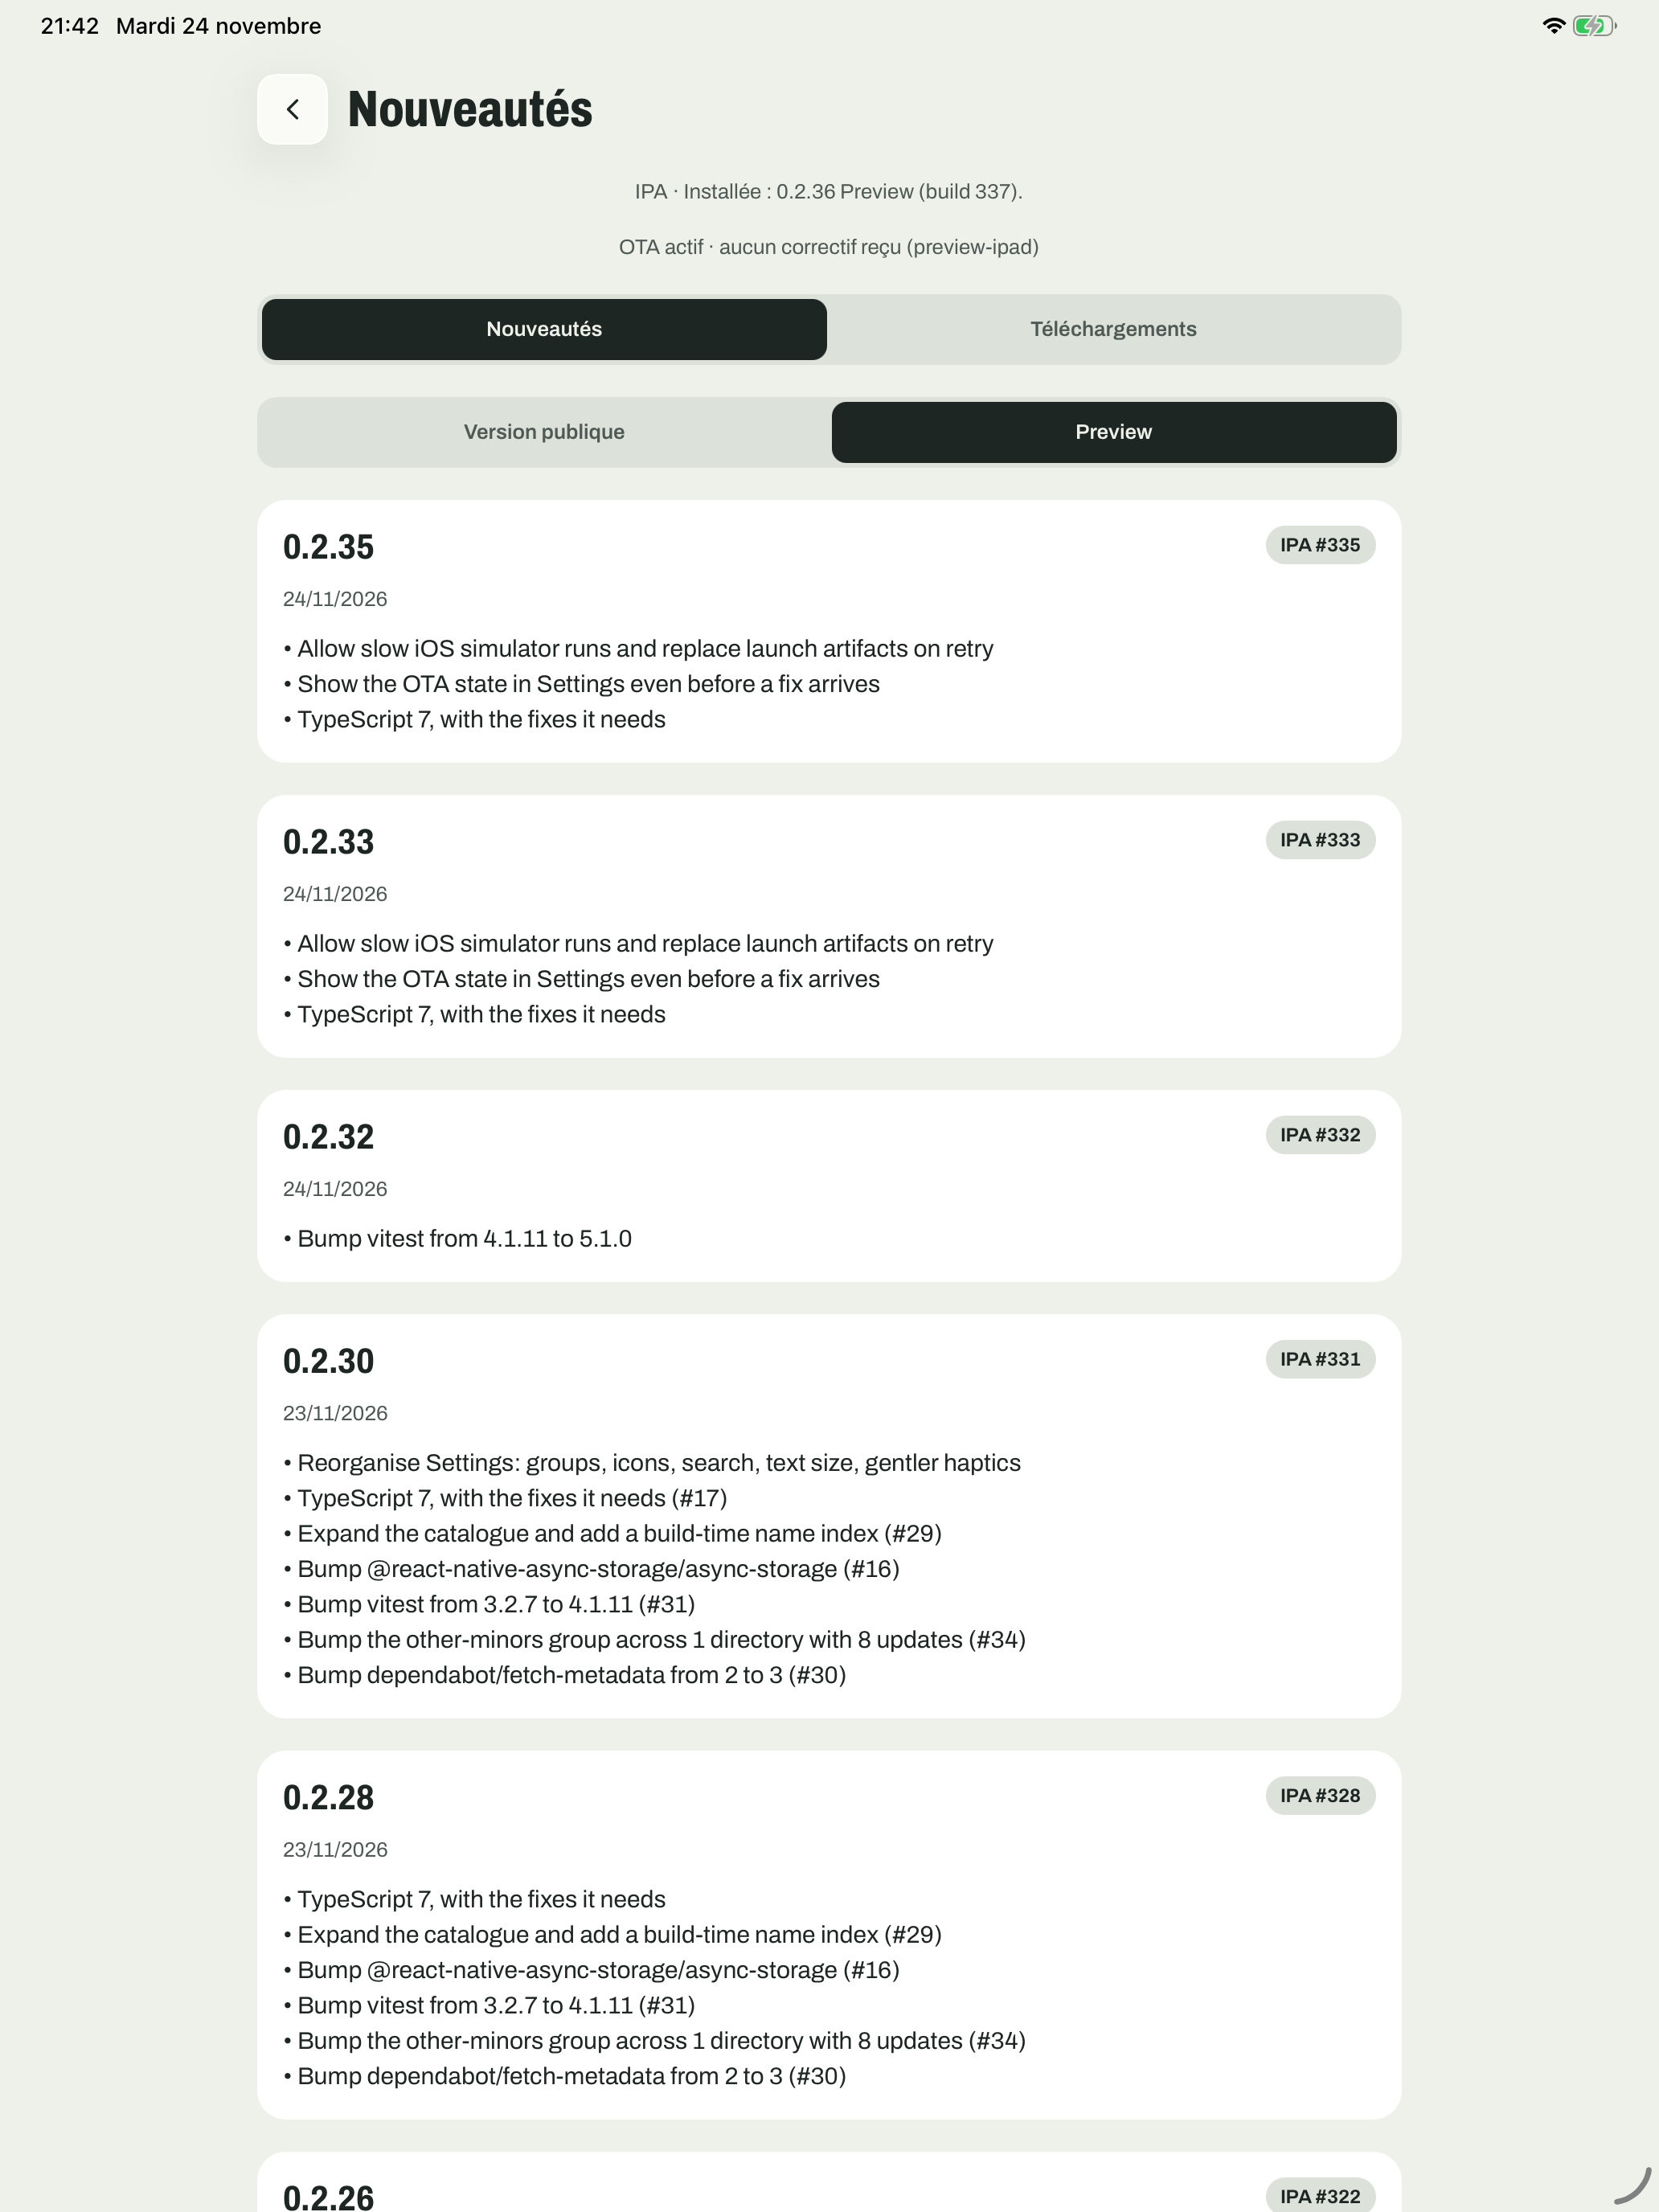 21:42 Mardi 24 novembre
Nouveautés
IPA · Installée : 0.2.36 Preview (build 337).
OTA actif · aucun correctif reçu (preview-ipad)
Nouveautés
Téléchargements
Version publique
Preview
0.2.35
IPA #335
24/11/2026
• Allow slow iOS simulator runs and replace launch artifacts on retry
• Show the OTA state in Settings even before a fix arrives
• TypeScript 7, with the fixes it needs
0.2.33
IPA #333
24/11/2026
• Allow slow iOS simulator runs and replace launch artifacts on retry
• Show the OTA state in Settings even before a fix arrives
• TypeScript 7, with the fixes it needs
0.2.32
IPA #332
24/11/2026
• Bump vitest from 4.1.11 to 5.1.0
0.2.30
IPA #331
23/11/2026
• Reorganise Settings: groups, icons, search, text size, gentler haptics
• TypeScript 7, with the fixes it needs (#17)
• Expand the catalogue and add a build-time name index (#29)
• Bump @react-native-async-storage/async-storage (#16)
• Bump vitest from 3.2.7 to 4.1.11 (#31)
• Bump the other-minors group across 1 directory with 8 updates (#34)
• Bump dependabot/fetch-metadata from 2 to 3 (#30)
0.2.28
IPA #328
23/11/2026
• TypeScript 7, with the fixes it needs
• Expand the catalogue and add a build-time name index (#29)
• Bump @react-native-async-storage/async-storage (#16)
• Bump vitest from 3.2.7 to 4.1.11 (#31)
• Bump the other-minors group across 1 directory with 8 updates (#34)
• Bump dependabot/fetch-metadata from 2 to 3 (#30)
0.2.26
IPA #322